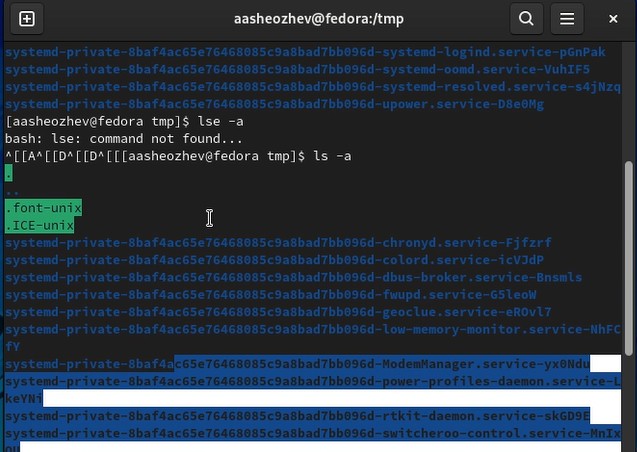 aasheozhev@fedora:/tmp
systemd-private-8baf4ac65e76468085c9a8bad7bb096d-systemd-logind.service-pGnPak
systemd-private-8baf4ac65e76468085c9a8bad7bb096d-systemd-oomd.service-VuhIF5
systemd-private-8baf4ac65e76468085c9a8bad7bb096d-systemd-resolved.service-s4jNzq
systemd-private-8baf4ac65e76468085c9a8bad7bb096d-upower.service-D8e0Mg
[aasheozhev@fedora tmp]$ lse -a
bash: lse: command not found...
^[[A^[[D^[[D^[[[aasheozhev@fedora tmp]$ ls -a
.
..
.font-unix
.ICE-unix
systemd-private-8baf4ac65e76468085c9a8bad7bb096d-chronyd.service-Fjfzrf
systemd-private-8baf4ac65e76468085c9a8bad7bb096d-colord.service-icVJdP
systemd-private-8baf4ac65e76468085c9a8bad7bb096d-dbus-broker.service-Bnsmls
systemd-private-8baf4ac65e76468085c9a8bad7bb096d-fwupd.service-G5leoW
systemd-private-8baf4ac65e76468085c9a8bad7bb096d-geoclue.service-eROvl7
systemd-private-8baf4ac65e76468085c9a8bad7bb096d-low-memory-monitor.service-NhFC
fY
systemd-private-8baf4ac65e76468085c9a8bad7bb096d-ModemManager.service-yx0Ndu
systemd-private-8baf4ac65e76468085c9a8bad7bb096d-power-profiles-daemon.service-L
keYNi
systemd-private-8baf4ac65e76468085c9a8bad7bb096d-rtkit-daemon.service-skGD9E
systemd-private-8baf4ac65e76468085c9a8bad7bb096d-switcheroo-control.service-MnIx